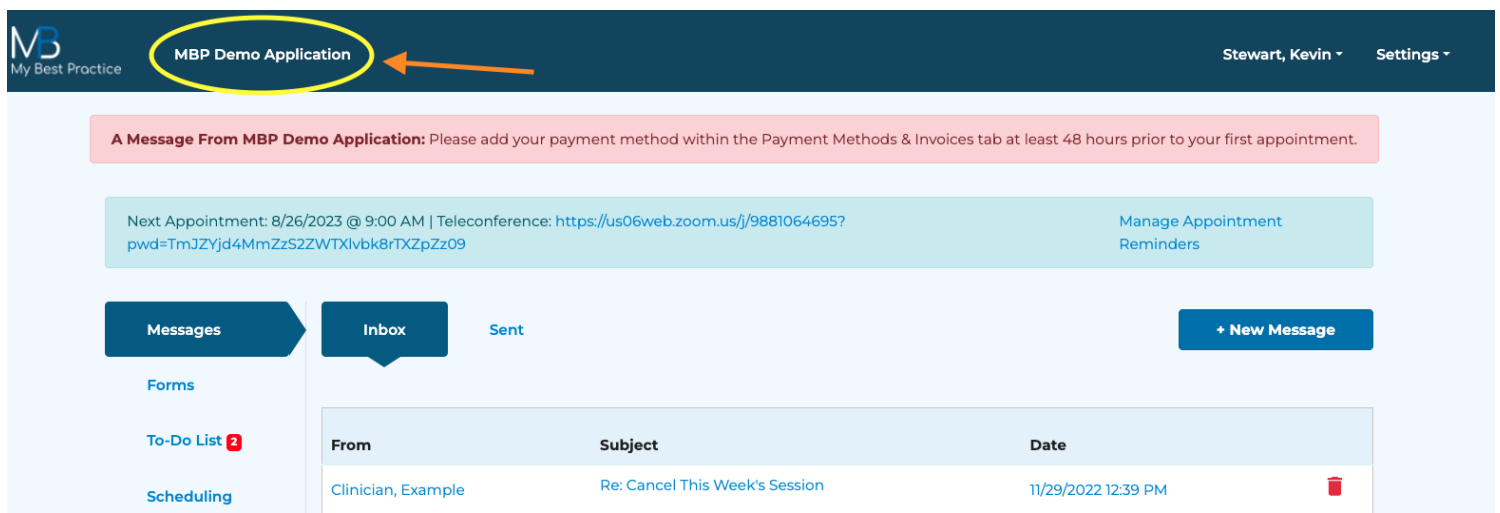 MB
My Best Practice
MBP Demo Application
Stewart, Kevin
Settings
A Message From MBP Demo Application: Please add your payment method within the Payment Methods & Invoices tab at least 48 hours prior to your first appointment.
Next Appointment: 8/26/2023 @ 9:00 AM | Teleconference: https://us06web.zoom.us/j/9881064695?
pwd=TmJZYjd4MmZzS2ZWTXlvbk8rTXZpZz09
Manage Appointment
Reminders
Messages
Inbox
Sent
+ New Message
Forms
To-Do List 2
Scheduling
From Subject Date
Clinician, Example Re: Cancel This Week's Session 11/29/2022 12:39 PM